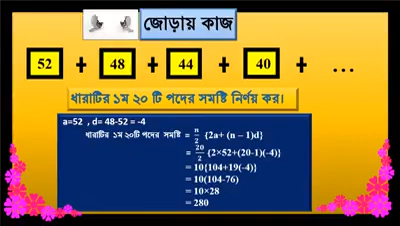 জোড়ায় কাজ
52 + 48 + 44 + 40 + ...
ধারাটির ১ম ২০ টি পদের সমষ্টি নির্ণয় কর।
a=52 , d= 48-52 = -4
ধারাটির ১ম ২০টি পদের সমষ্টি = n/2 {2a+ (n – 1)d}
= 20/2 {2×52+(20-1)(-4)}
= 10{104+19(-4)}
= 10(104-76)
= 10×28
= 280